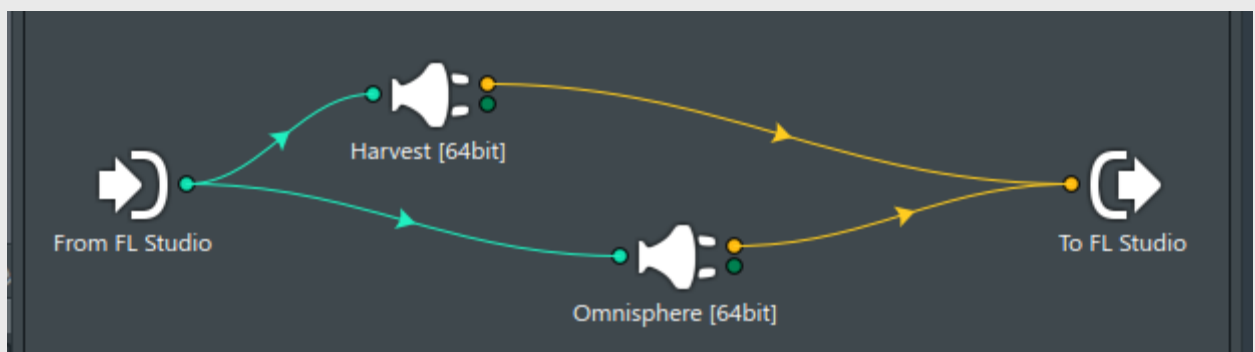 Harvest [64bit]
From FL Studio
To FL Studio
Omnisphere [64bit]